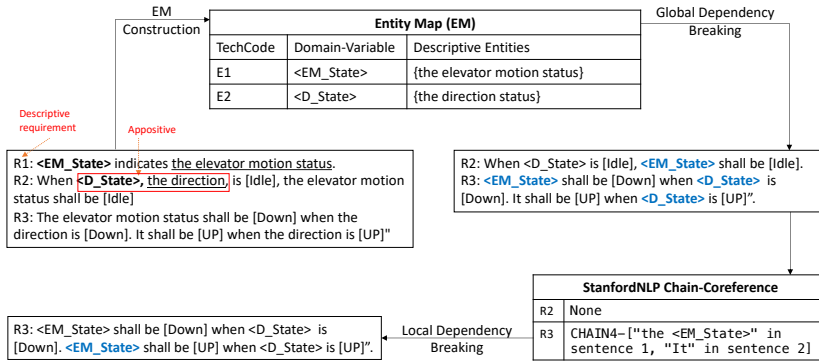 EM
Construction
Entity Map (EM)
TechCode Domain-Variable Descriptive Entities
E1 <EM_State> {the elevator motion status}
E2 <D_State> {the direction status}
Global Dependency
Breaking
Descriptive
requirement
Appositive
R1: <EM_State> indicates the elevator motion status.
R2: When <D_State>, the direction, is [Idle], the elevator motion
status shall be [Idle]
R3: The elevator motion status shall be [Down] when the
direction is [Down]. It shall be [UP] when the direction is [UP]"
R2: When <D_State> is [Idle], <EM_State> shall be [Idle].
R3: <EM_State> shall be [Down] when <D_State> is
[Down]. It shall be [UP] when <D_State> is [UP]”.
StanfordNLP Chain-Coreference
R2 None
R3 CHAIN4-["the <EM_State>" in
sentence 1, "It" in sentence 2]
Local Dependency
Breaking
R3: <EM_State> shall be [Down] when <D_State> is
[Down]. <EM_State> shall be [UP] when <D_State> is [UP]”.